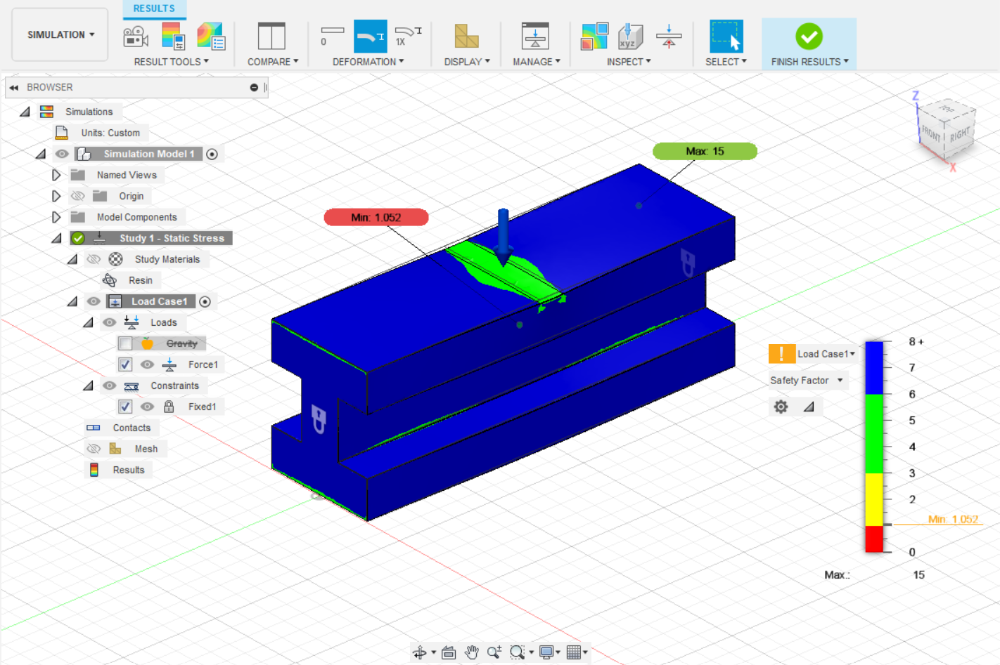 RESULTS
SIMULATION
0
1X
xyz
RESULT TOOLS
COMPARE
DEFORMATION
DISPLAY
MANAGE
INSPECT
SELECT
FINISH RESULTS
BROWSER
Simulations
Units: Custom
Simulation Model 1
Named Views
Origin
Model Components
Study 1 - Static Stress
Study Materials
Resin
Load Case1
Loads
Gravity
Force1
Constraints
Fixed1
Contacts
Mesh
Results
Max: 15
Min: 1.052
Z
TOP
FRONT
RIGHT
X
Load Case1
Safety Factor
8 +
7
6
5
4
3
2
Min: 1.052
0
Max.: 15